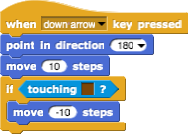 when down arrow key pressed
point in direction 180
move 10 steps
if touching ?
move -10 steps